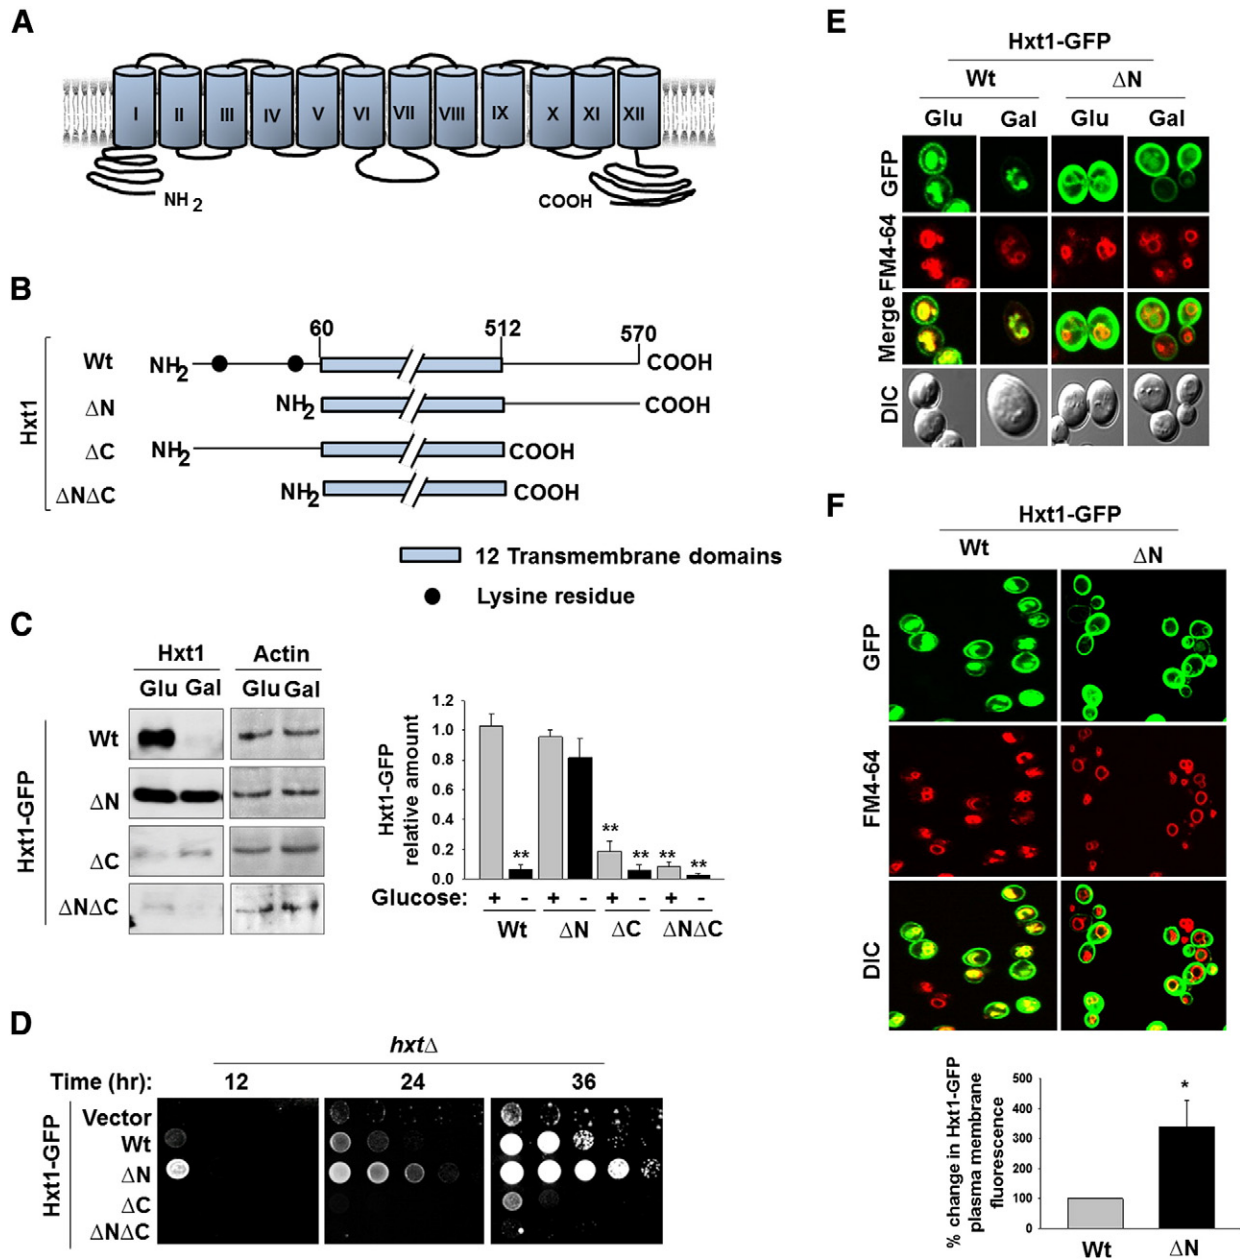 A
I II III IV V VI VII VIII IX X XI XII
NH2
COOH
B
60 512 570
Hxt1
Wt NH2 COOH
ΔN NH2 COOH
ΔC NH2 COOH
ΔNΔC NH2 COOH
12 Transmembrane domains
Lysine residue
C
Hxt1 Actin
Glu Gal Glu Gal
Hxt1-GFP
Wt
ΔN
ΔC
ΔNΔC
Hxt1-GFP
relative amount
1.2
1.0
0.8
0.6
0.4
0.2
0.0
** ** ** ** **
Glucose: + - + - + - + -
Wt ΔN ΔC ΔNΔC
D
hxtΔ
Time (hr): 12 24 36
Hxt1-GFP
Vector
Wt
ΔN
ΔC
ΔNΔC
E
Hxt1-GFP
Wt ΔN
Glu Gal Glu Gal
GFP
FM4-64
Merge
DIC
F
Hxt1-GFP
Wt ΔN
GFP
FM4-64
DIC
% change in Hxt1-GFP
plasma membrane
fluorescence
500
400
300
200
100
0
*
Wt ΔN